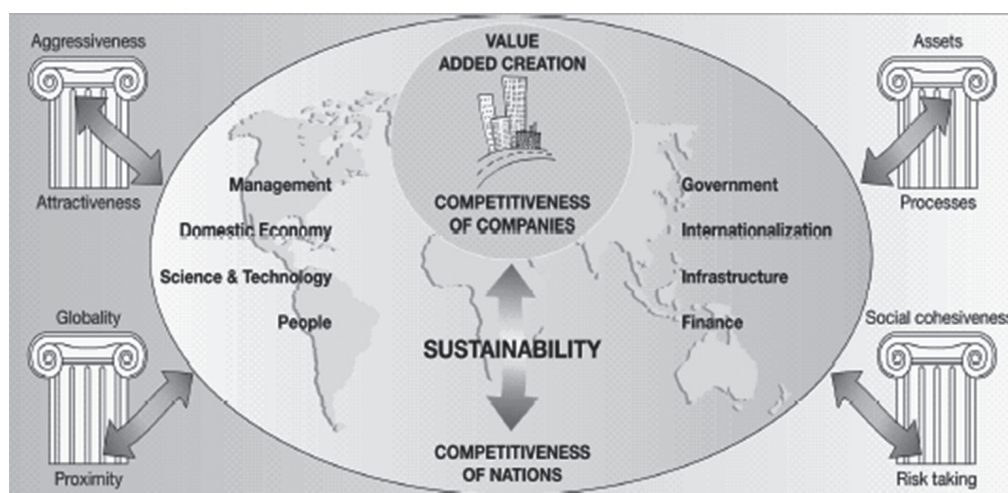 Aggressiveness
Attractiveness
Globality
Proximity
VALUE
ADDED CREATION
COMPETITIVENESS
OF COMPANIES
Management
Domestic Economy
Science & Technology
People
Government
Internationalization
Infrastructure
Finance
SUSTAINABILITY
COMPETITIVENESS
OF NATIONS
Assets
Processes
Social cohesiveness
Risk taking